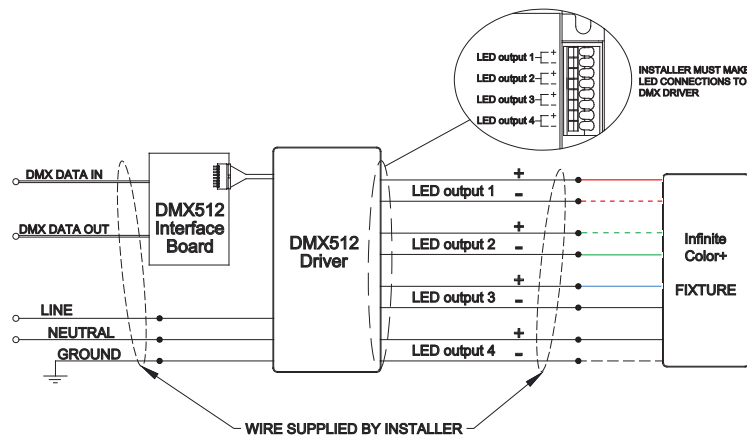 LED output 1
+
-
LED output 2
+
-
LED output 3
+
-
LED output 4
+
-
INSTALLER MUST MAKE
LED CONNECTIONS TO
DMX DRIVER
DMX DATA IN
DMX DATA OUT
DMX512
Interface
Board
DMX512
Driver
LINE
NEUTRAL
GROUND
+
LED output 1
-
+
LED output 2
-
+
LED output 3
-
+
LED output 4
-
Infinite
Color+
FIXTURE
WIRE SUPPLIED BY INSTALLER